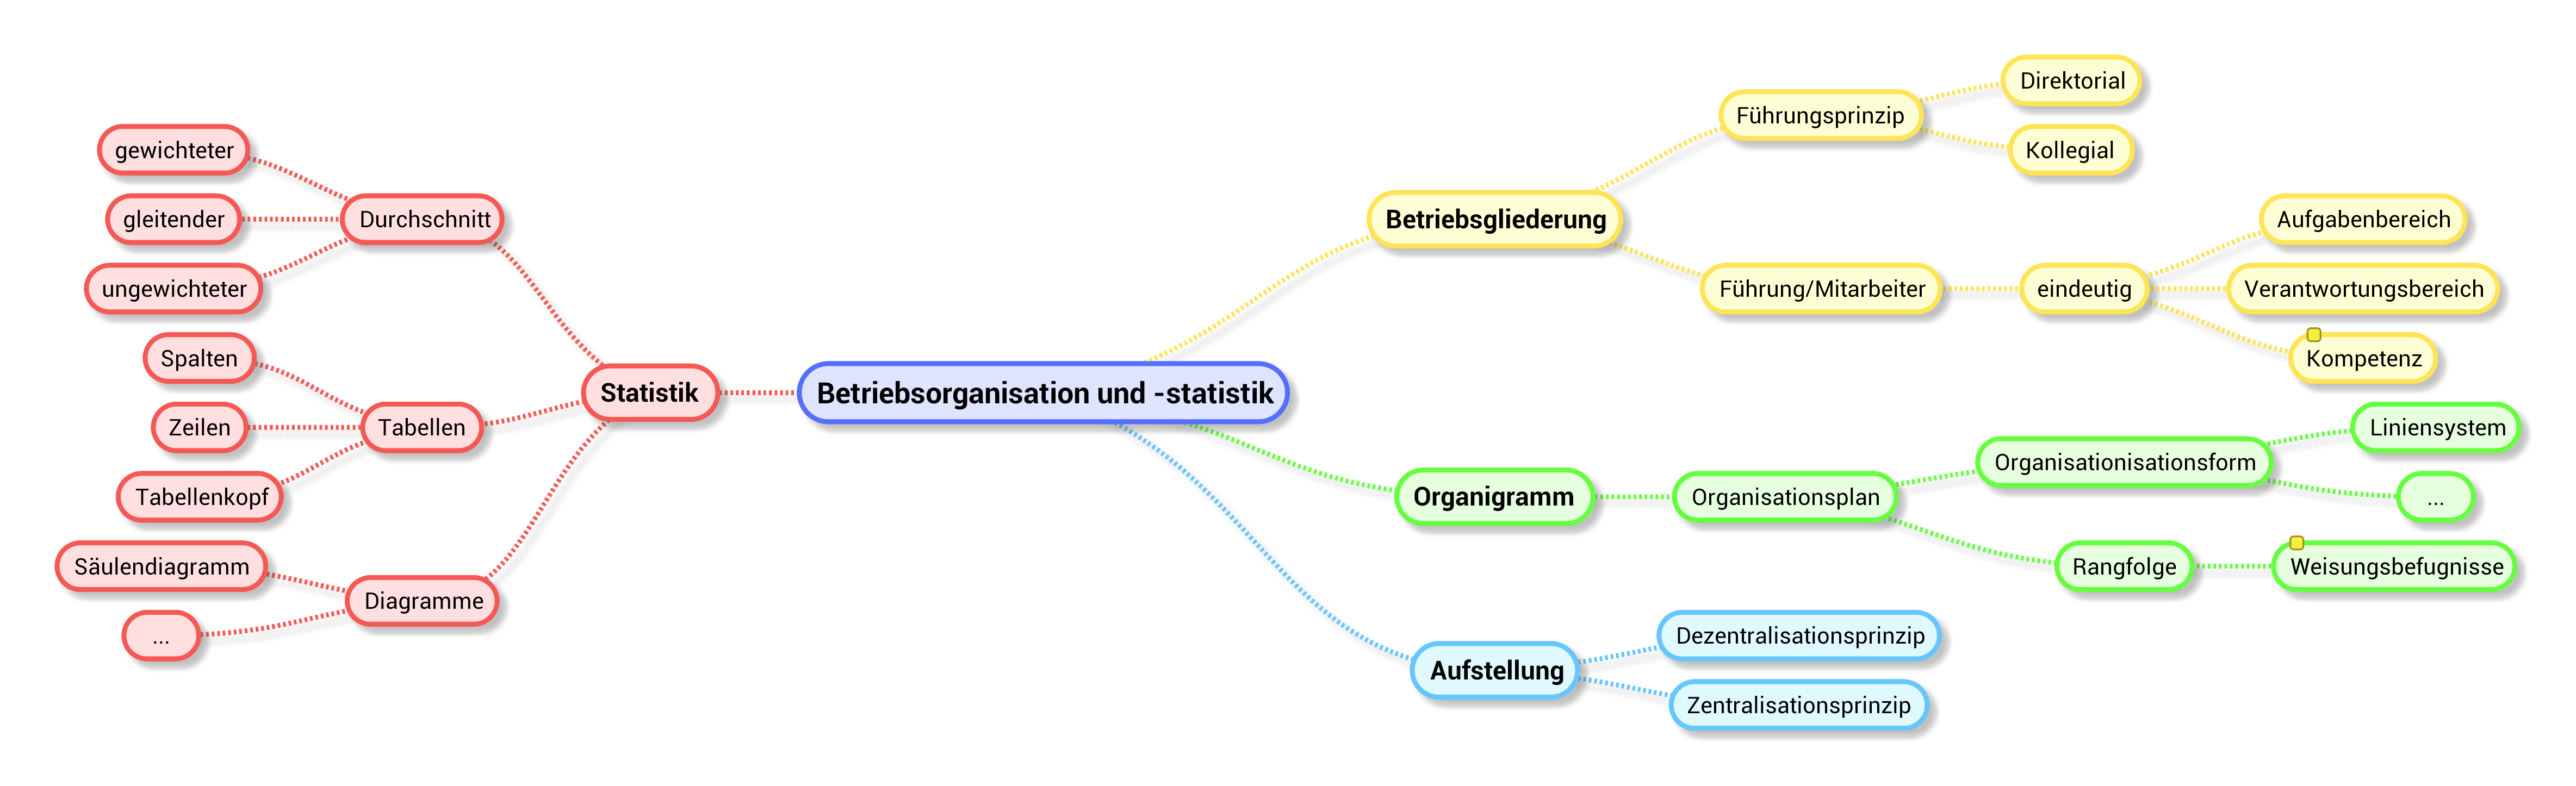 Betriebsorganisation und -statistik
Betriebsgliederung
Führungsprinzip
Direktorial
Kollegial
Führung/Mitarbeiter
eindeutig
Aufgabenbereich
Verantwortungsbereich
Kompetenz
Organigramm
Organisationsplan
Organisationisationsform
Liniensystem
...
Rangfolge
Weisungsbefugnisse
Aufstellung
Dezentralisationsprinzip
Zentralisationsprinzip
Statistik
Durchschnitt
gewichteter
gleitender
ungewichteter
Tabellen
Spalten
Zeilen
Tabellenkopf
Diagramme
Säulendiagramm
...